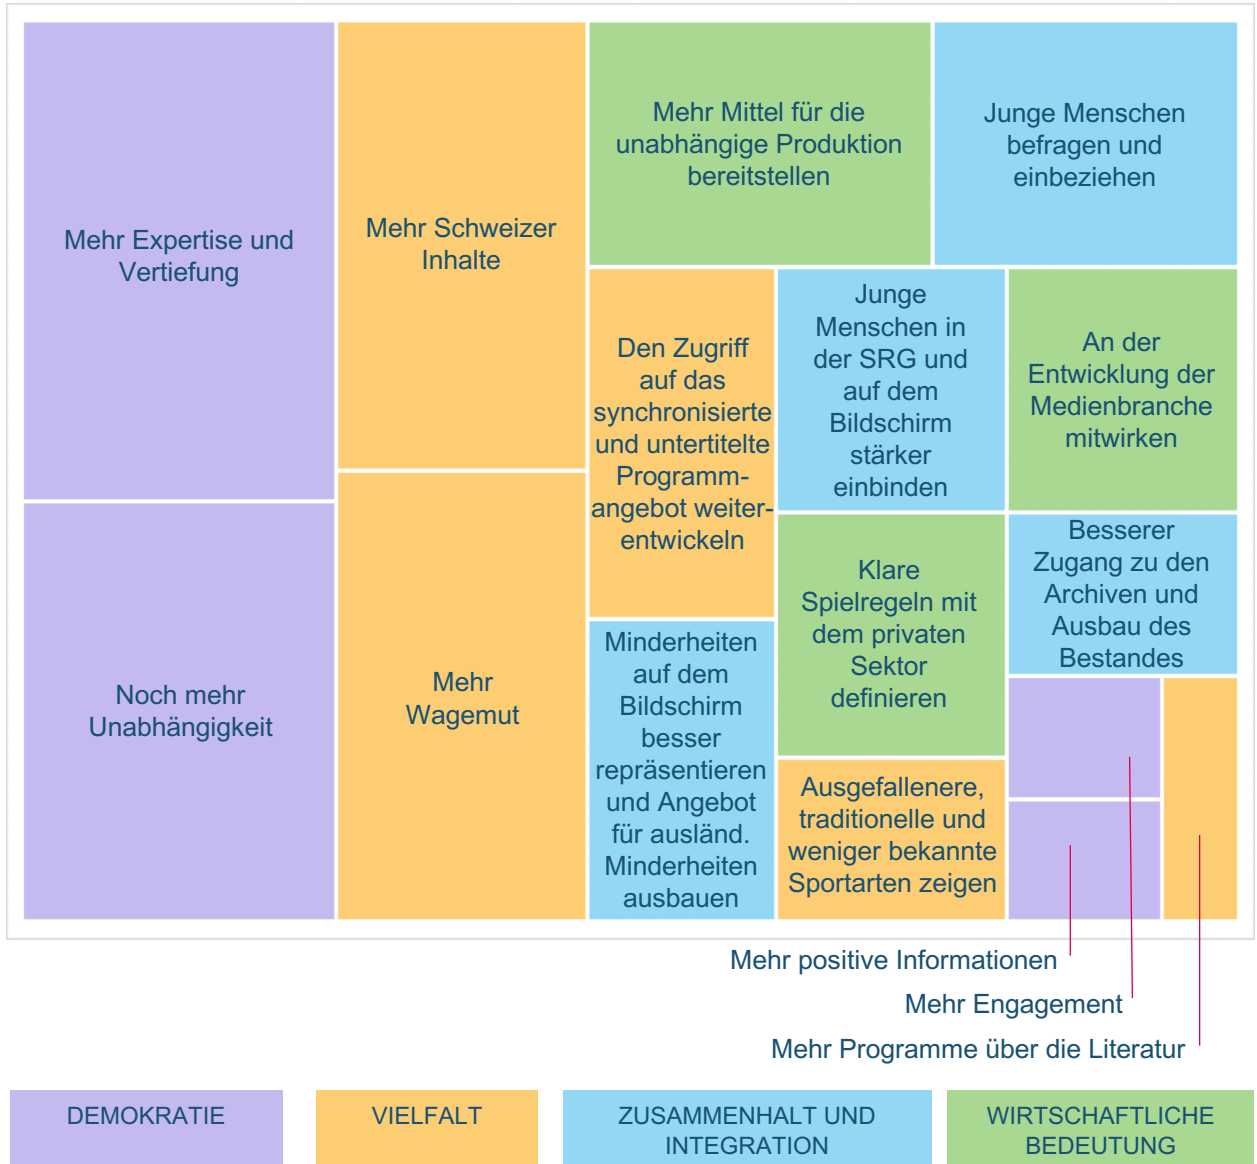 Mehr Expertise und
Vertiefung
Noch mehr
Unabhängigkeit
Mehr Schweizer
Inhalte
Mehr
Wagemut
Mehr Mittel für die
unabhängige Produktion
bereitstellen
Junge Menschen
befragen und
einbeziehen
Den Zugriff
auf das
synchronisierte
und untertitelte
Programm-
angebot weiter-
entwickeln
Junge
Menschen in
der SRG und
auf dem
Bildschirm
stärker
einbinden
An der
Entwicklung der
Medienbranche
mitwirken
Minderheiten
auf dem
Bildschirm
besser
repräsentieren
und Angebot
für ausländ.
Minderheiten
ausbauen
Klare
Spielregeln mit
dem privaten
Sektor
definieren
Besserer
Zugang zu den
Archiven und
Ausbau des
Bestandes
Ausgefallenere,
traditionelle und
weniger bekannte
Sportarten zeigen
Mehr positive Informationen
Mehr Engagement
Mehr Programme über die Literatur
DEMOKRATIE
VIELFALT
ZUSAMMENHALT UND
INTEGRATION
WIRTSCHAFTLICHE
BEDEUTUNG